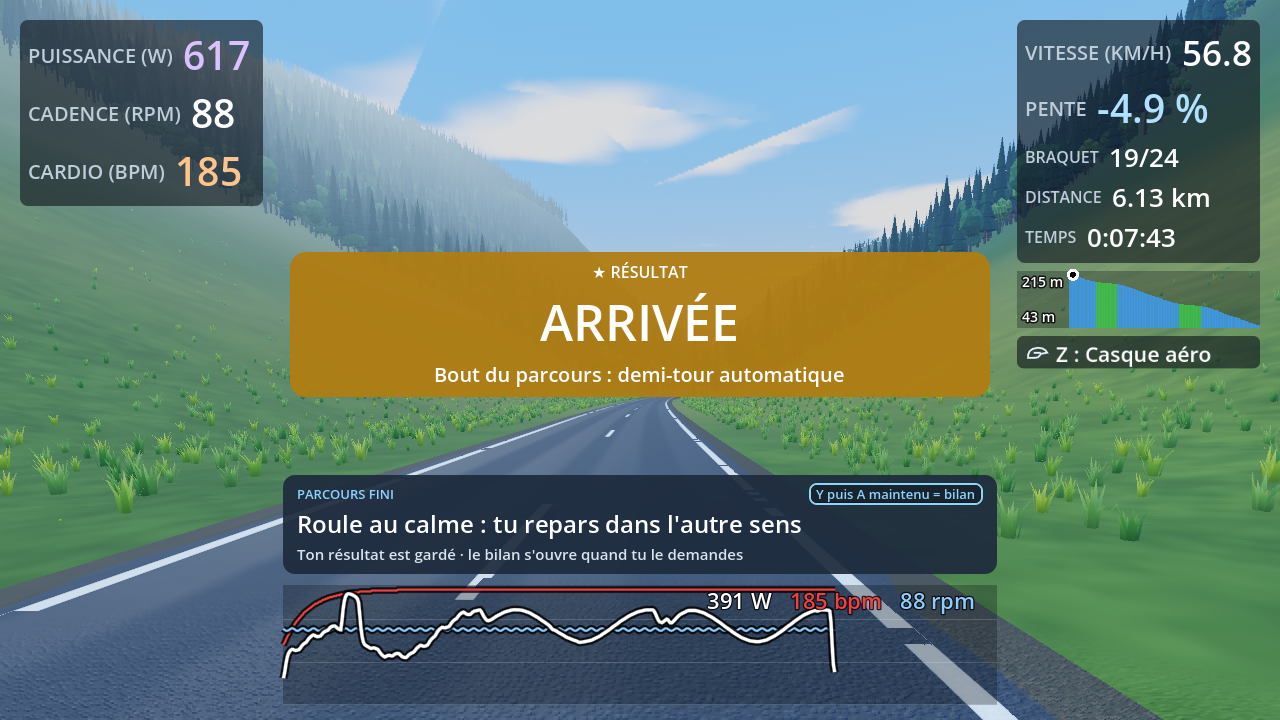 PUISSANCE (W) 617
CADENCE (RPM) 88
CARDIO (BPM) 185
VITESSE (KM/H) 56.8
PENTE -4.9 %
BRAQUET 19/24
DISTANCE 6.13 km
TEMPS 0:07:43
215 m
43 m
Z : Casque aéro
★ RÉSULTAT
ARRIVÉE
Bout du parcours : demi-tour automatique
PARCOURS FINI
Y puis A maintenu = bilan
Roule au calme : tu repars dans l'autre sens
Ton résultat est gardé · le bilan s'ouvre quand tu le demandes
391 W 185 bpm 88 rpm